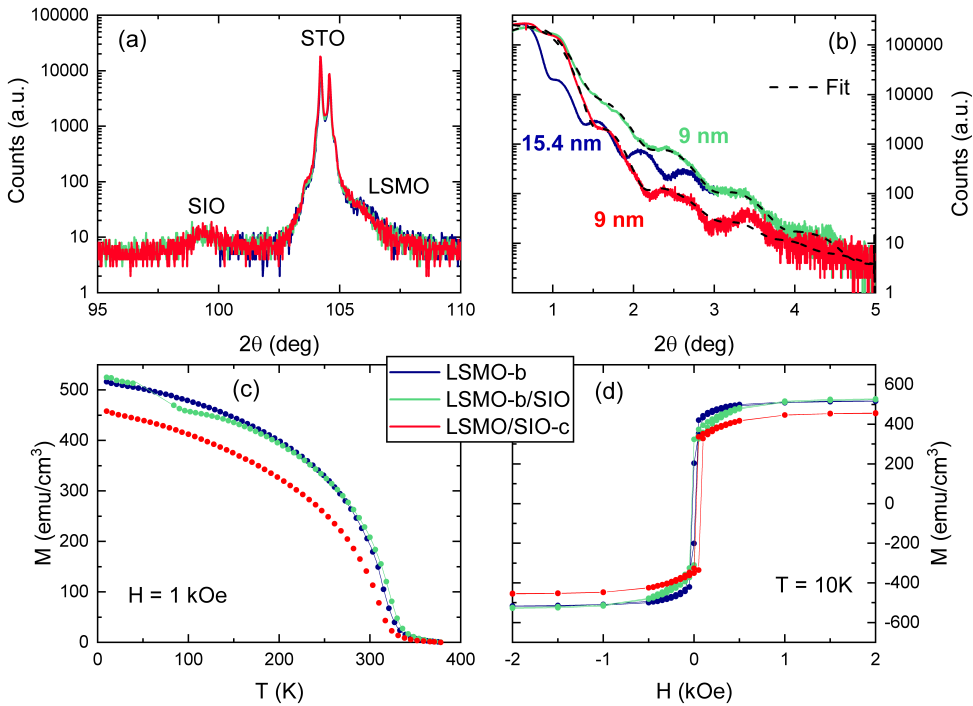 (a)
STO
SIO
LSMO
Counts (a.u.)
10000
1000
100
10
1
95
100
105
110
2θ (deg)
(b)
Fit
15.4 nm
9 nm
9 nm
100000
10000
1000
100
10
1
Counts (a.u.)
1
2
3
4
5
2θ (deg)
LSMO-b
LSMO-b/SIO
LSMO/SIO-c
(c)
H = 1 kOe
M (emu/cm³)
500
400
300
200
100
0
0
100
200
300
400
T (K)
(d)
T = 10K
600
400
200
0
-200
-400
-600
M (emu/cm³)
-2
-1
0
1
2
H (kOe)